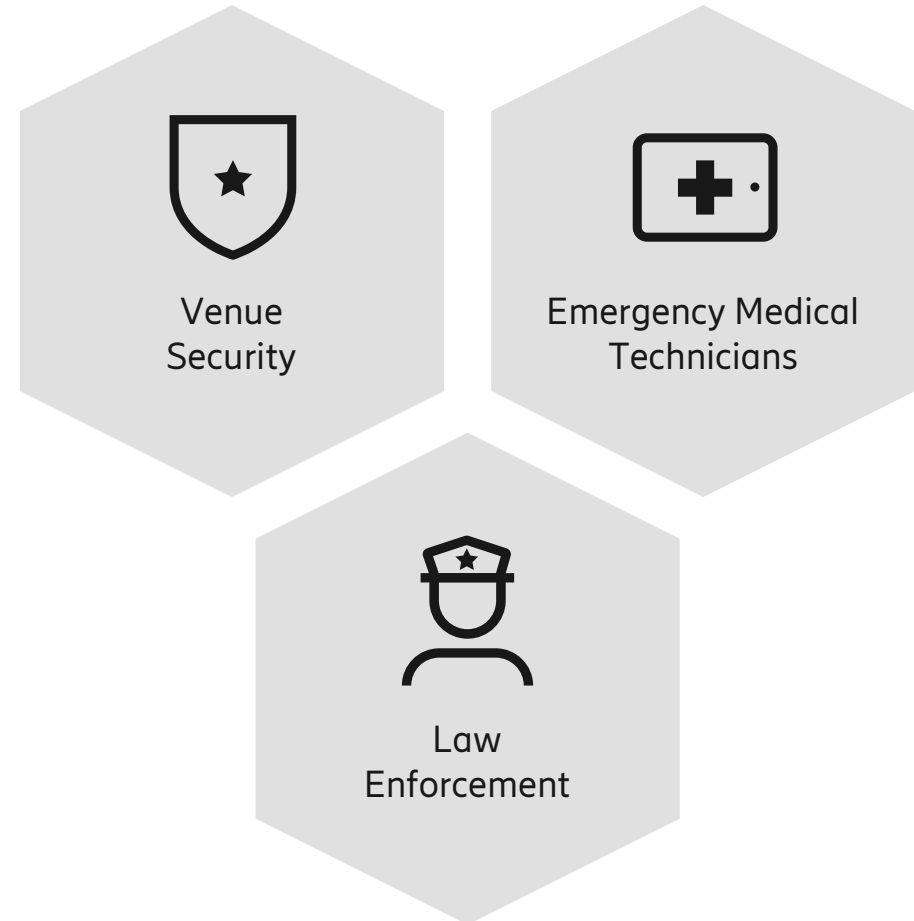 Venue
Security
Emergency Medical
Technicians
Law
Enforcement